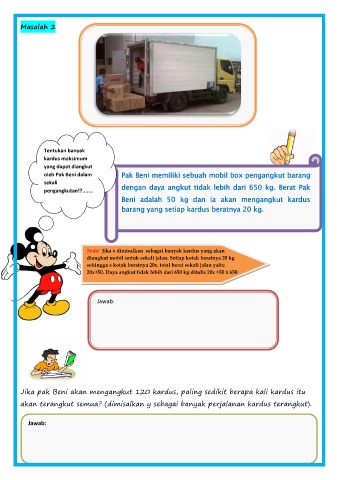 Masalah 2
Tentukan banyak
kardus maksimum
yang dapat diangkut
oleh Pak Beni dalam
sekali
pengangkutan!?.......
Pak Beni memiliki sebuah mobil box pengangkut barang
dengan daya angkut tidak lebih dari 650 kg. Berat Pak
Beni adalah 50 kg dan ia akan mengangkut kardus
barang yang setiap kardus beratnya 20 kg.
Note: Jika x dimisalkan sebagai banyak kardus yang akan
diangkut mobil untuk sekali jalan. Setiap kotak beratnya 20 kg
sehingga x kotak beratnya 20x. total berat sekali jalan yaitu
20x+50. Daya angkut tidak lebih dari 650 kg ditulis 20x +50 ≤ 650
Jawab:
Jika pak Beni akan mengangkut 120 kardus, paling sedikit berapa kali kardus itu
akan terangkut semua? (dimisalkan y sebagai banyak perjalanan kardus terangkut).
Jawab: